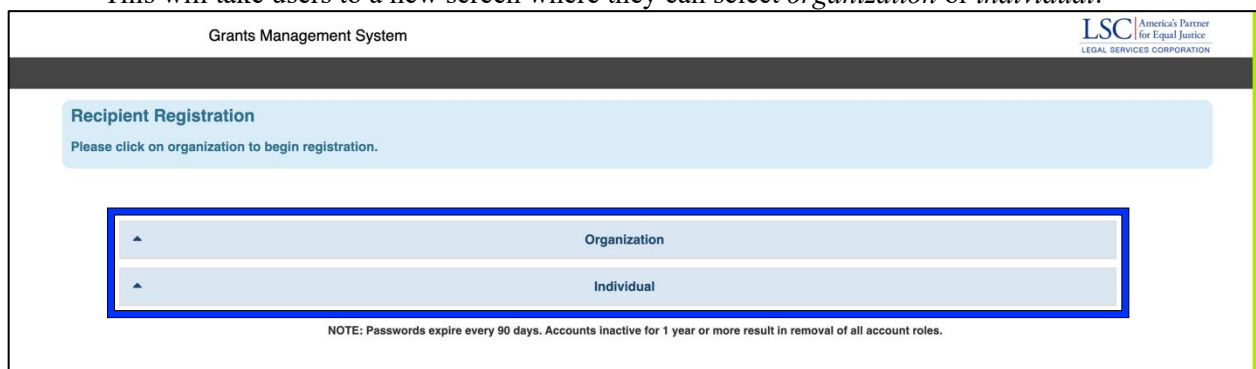 This will take users to a new screen where they can select organization or individual.
Grants Management System
LSC America's Partner
for Equal Justice
LEGAL SERVICES CORPORATION
Recipient Registration
Please click on organization to begin registration.
Organization
Individual
NOTE: Passwords expire every 90 days. Accounts inactive for 1 year or more result in removal of all account roles.